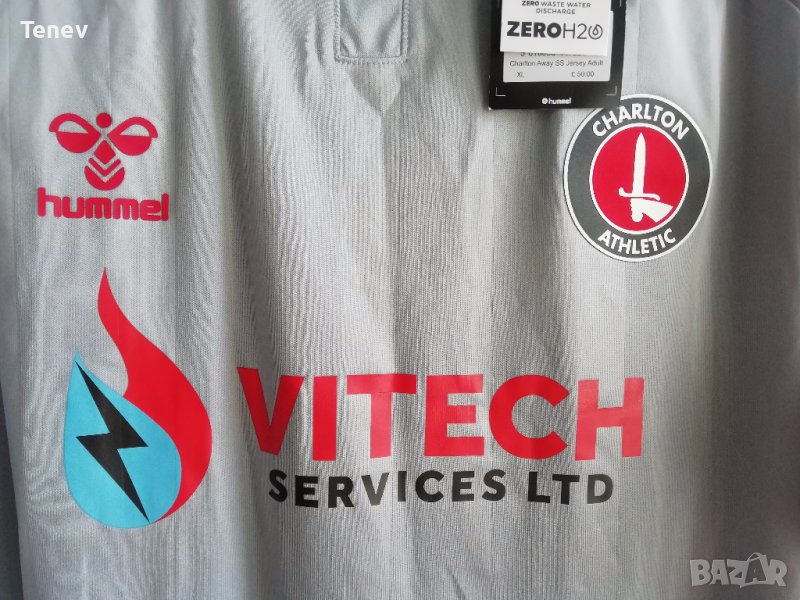 Tenev
ZERO WASTE WATER
DISCHARGE
ZEROH2O
Charlton Away SS Jersey Adult
XL £ 50.00
hummel
hummel
CHARLTON
ATHLETIC
VITECH
SERVICES LTD
BAZAR